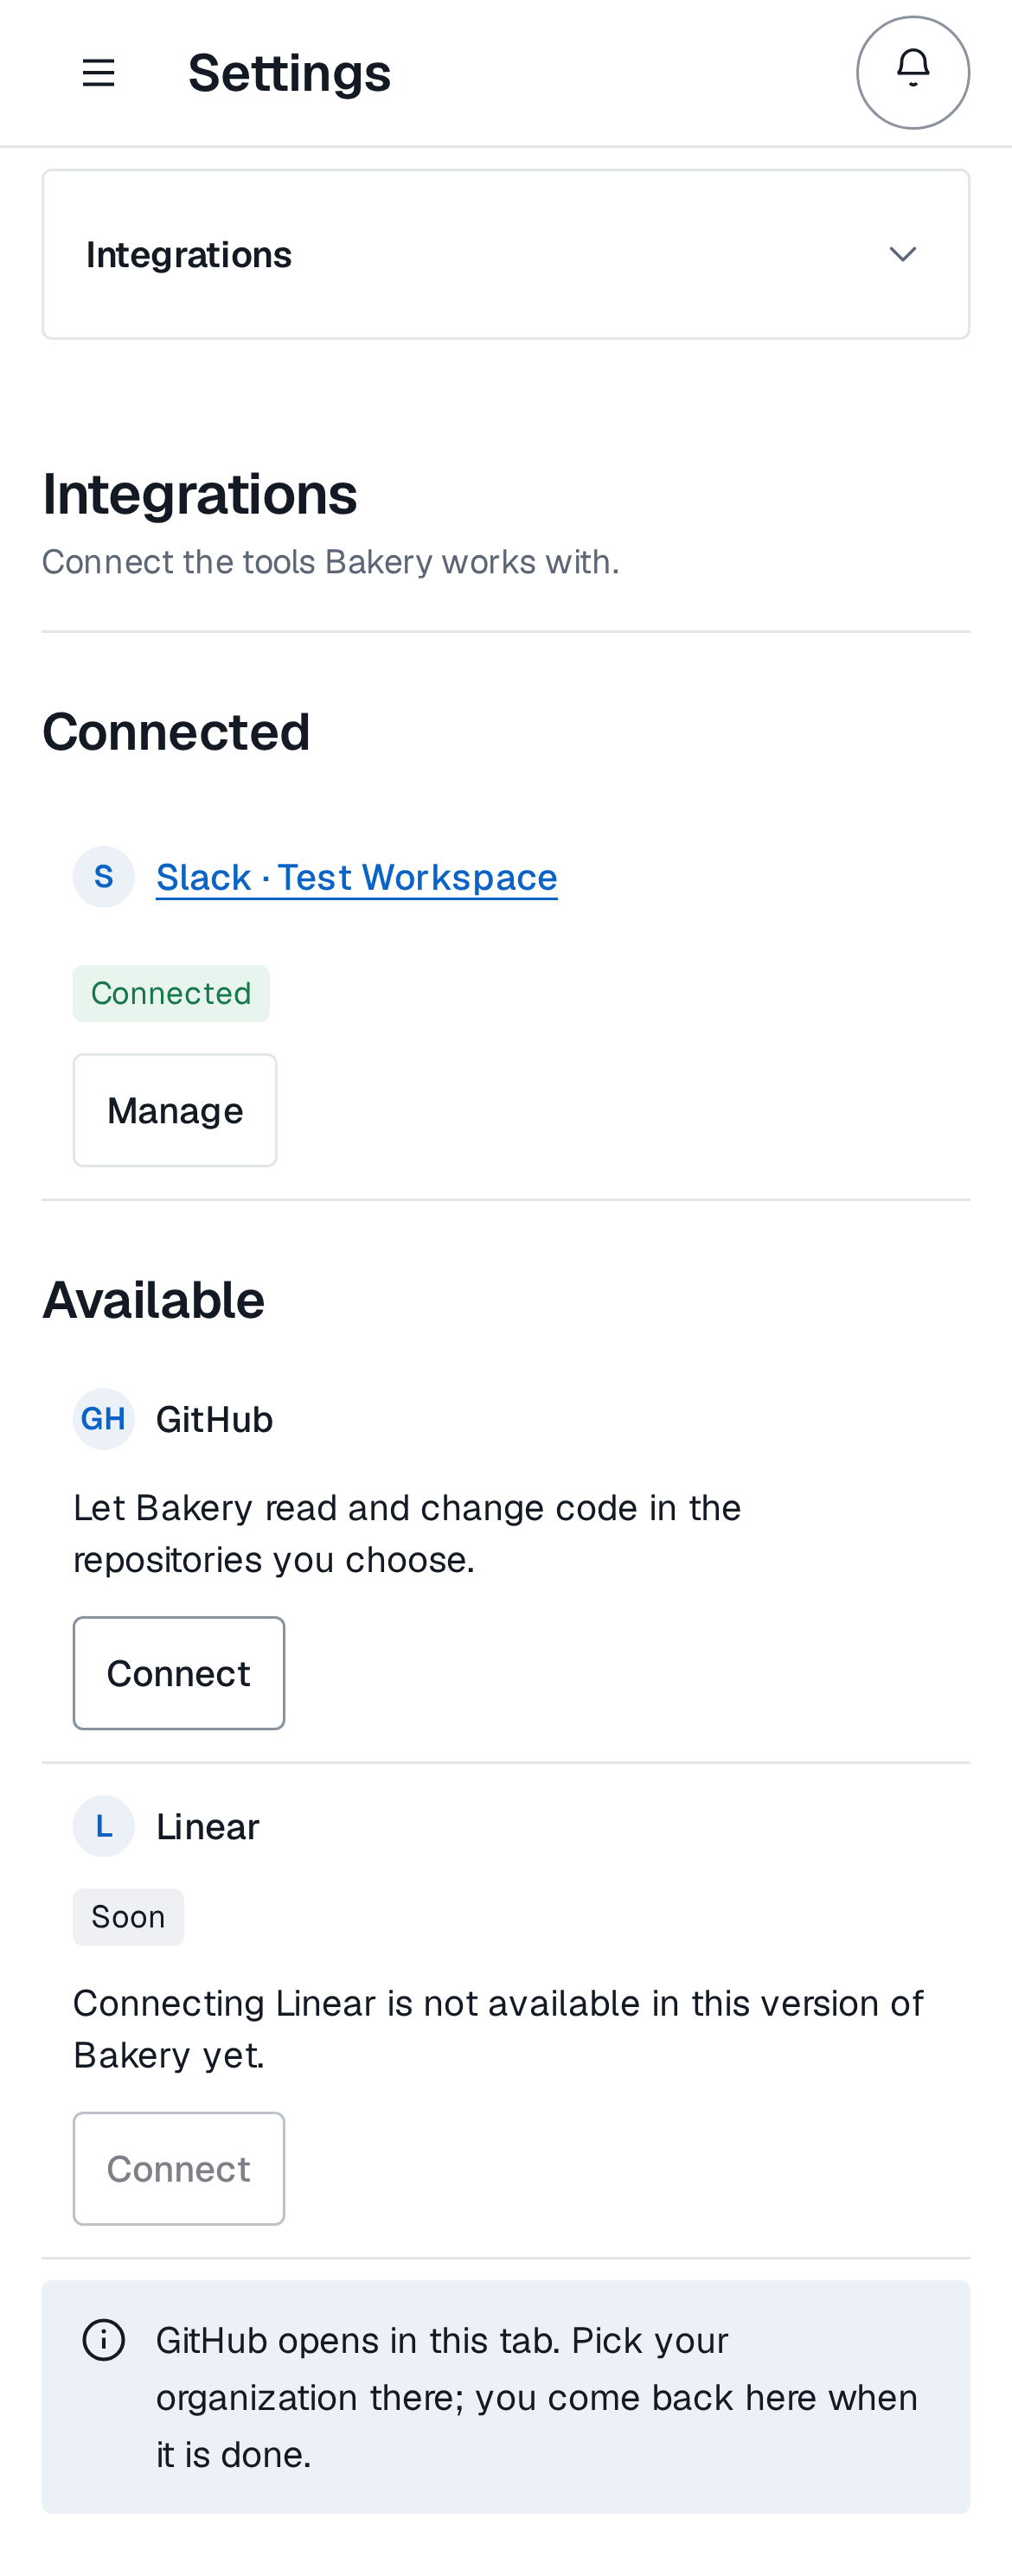 Settings
Integrations
Integrations
Connect the tools Bakery works with.
Connected
S Slack · Test Workspace
Connected
Manage
Available
GH GitHub
Let Bakery read and change code in the
repositories you choose.
Connect
L Linear
Soon
Connecting Linear is not available in this version of
Bakery yet.
Connect
GitHub opens in this tab. Pick your
organization there; you come back here when
it is done.